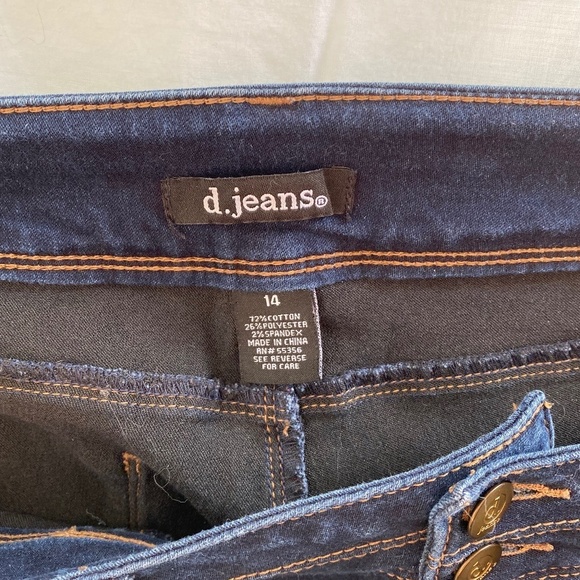 d.jeans®
14
72%COTTON
26%POLYESTER
2%SPANDEX
MADE IN CHINA
RN# 55356
SEE REVERSE
FOR CARE